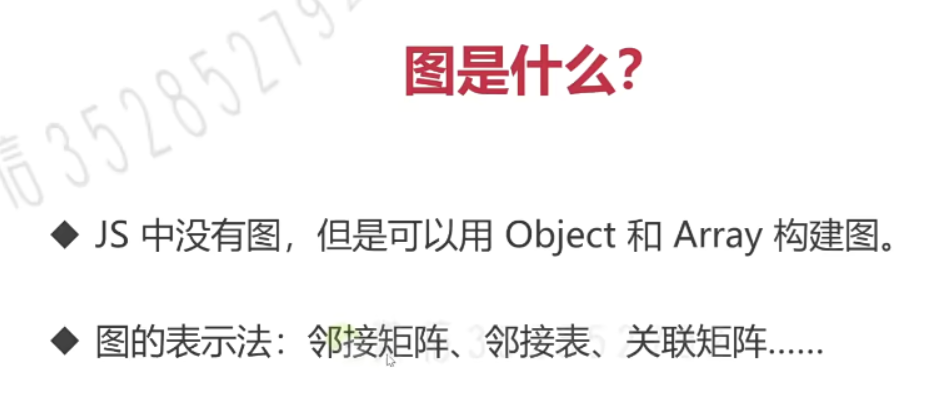 信352852792
图是什么？
◆ JS 中没有图，但是可以用 Object 和 Array 构建图。
◆ 图的表示法：邻接矩阵、邻接表、关联矩阵……